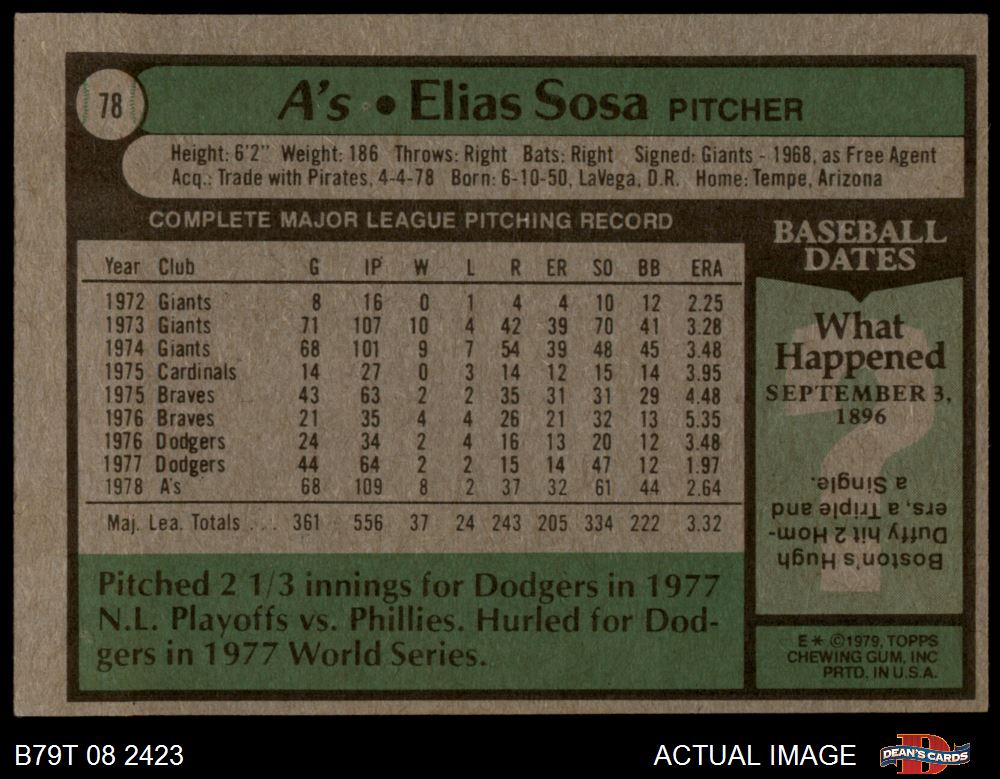 78
A's • Elias Sosa PITCHER
Height: 6'2" Weight: 186 Throws: Right Bats: Right Signed: Giants - 1968, as Free Agent
Acq.: Trade with Pirates, 4-4-78 Born: 6-10-50, LaVega, D.R. Home: Tempe, Arizona
COMPLETE MAJOR LEAGUE PITCHING RECORD
Year Club G IP W L R ER SO BB ERA
1972 Giants 8 16 0 1 4 4 10 12 2.25
1973 Giants 71 107 10 4 42 39 70 41 3.28
1974 Giants 68 101 9 7 54 39 48 45 3.48
1975 Cardinals 14 27 0 3 14 12 15 14 3.95
1975 Braves 43 63 2 2 35 31 31 29 4.48
1976 Braves 21 35 4 4 26 21 32 13 5.35
1976 Dodgers 24 34 2 4 16 13 20 12 3.48
1977 Dodgers 44 64 2 2 15 14 47 12 1.97
1978 A's 68 109 8 2 37 32 61 44 2.64
Maj. Lea. Totals ... 361 556 37 24 243 205 334 222 3.32
Pitched 2 1/3 innings for Dodgers in 1977
N.L. Playoffs vs. Phillies. Hurled for Dod-
gers in 1977 World Series.
BASEBALL
DATES
What
Happened
SEPTEMBER 3,
1896
?
Boston's Hugh
Duffy hit 2 Hom-
ers, a Triple and
a Single.
E * ©1979, TOPPS
CHEWING GUM, INC
PRTD. IN U.S.A.
B79T 08 2423
ACTUAL IMAGE
D
DEAN'S CARDS